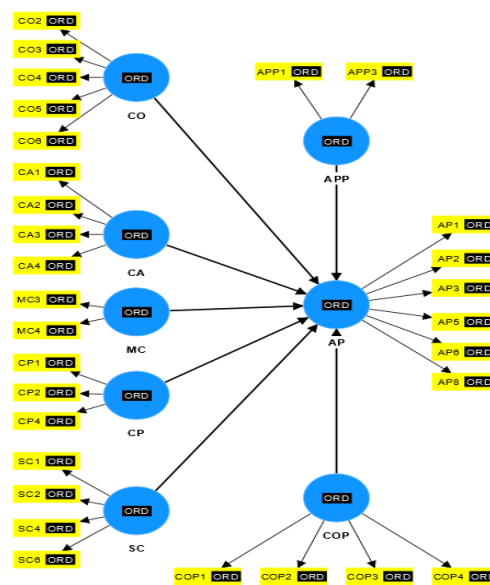 CO2 ORD
CO3 ORD
CO4 ORD
CO5 ORD
CO6 ORD
ORD
CO
APP1 ORD
APP3 ORD
ORD
APP
CA1 ORD
CA2 ORD
CA3 ORD
CA4 ORD
ORD
CA
MC3 ORD
MC4 ORD
ORD
MC
CP1 ORD
CP2 ORD
CP4 ORD
ORD
CP
SC1 ORD
SC2 ORD
SC4 ORD
SC6 ORD
ORD
SC
ORD
AP
AP1 ORD
AP2 ORD
AP3 ORD
AP5 ORD
AP6 ORD
AP8 ORD
ORD
COP
COP1 ORD
COP2 ORD
COP3 ORD
COP4 ORD